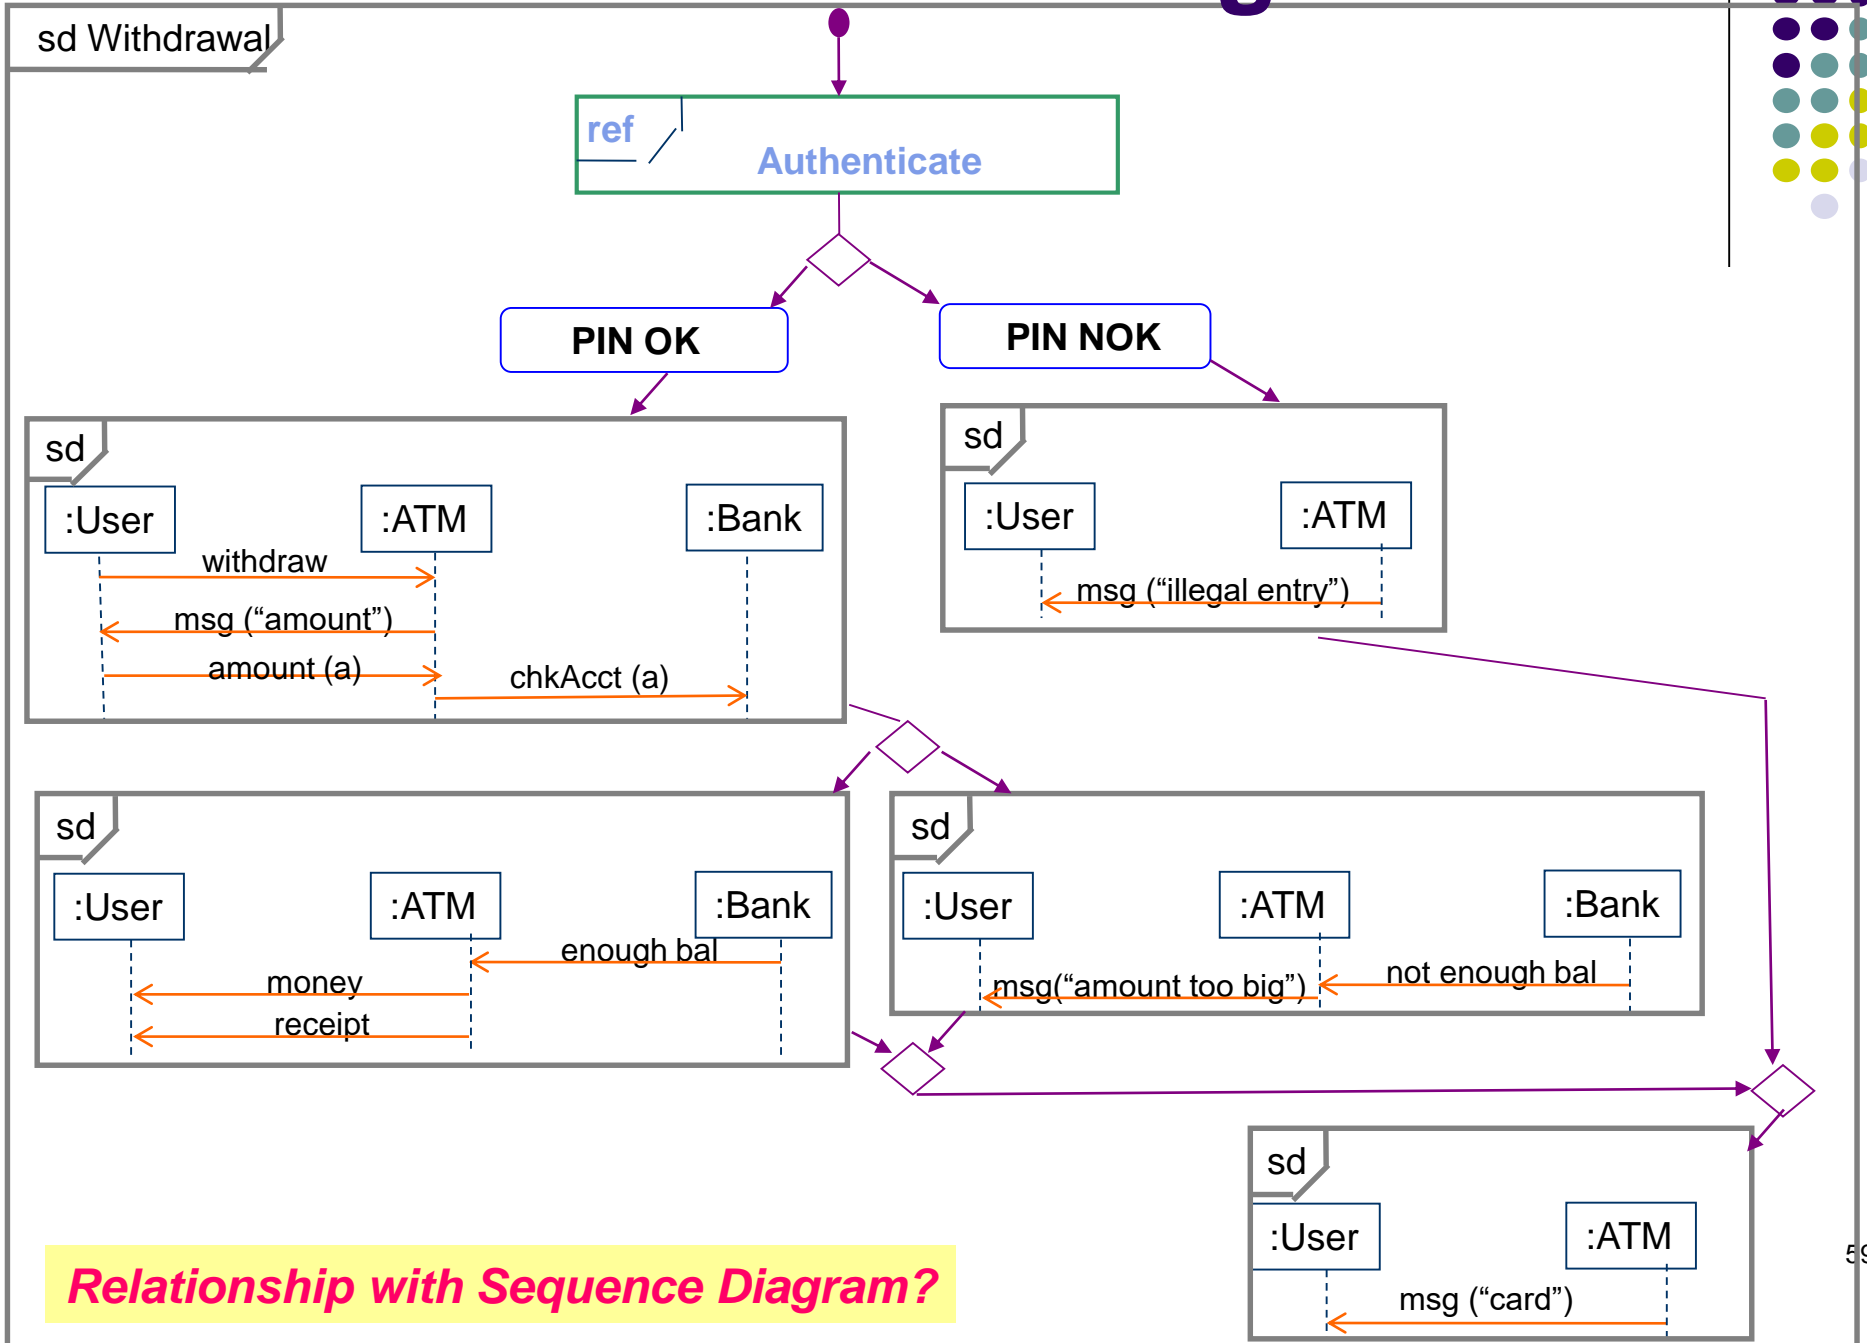 sd Withdrawal
ref
Authenticate
PIN OK
PIN NOK
sd
:User
:ATM
:Bank
withdraw
msg (“amount”)
amount (a)
chkAcct (a)
sd
:User
:ATM
msg (“illegal entry”)
sd
:User
:ATM
:Bank
enough bal
money
receipt
sd
:User
:ATM
:Bank
not enough bal
msg(“amount too big”)
sd
:User
:ATM
msg (“card”)
Relationship with Sequence Diagram?
59